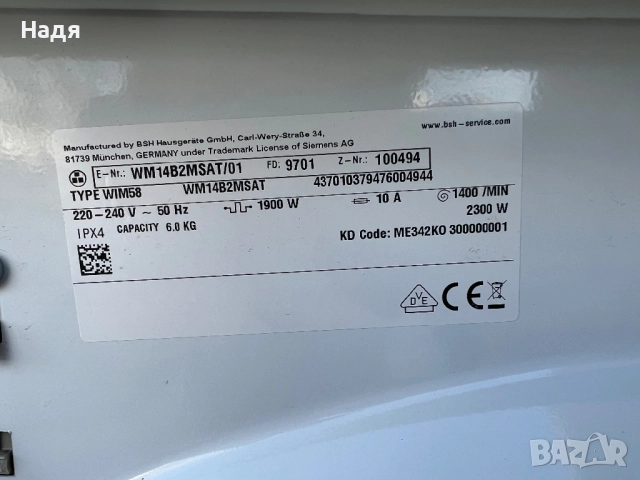 Надя
Manufactured by BSH Hausgeräte GmbH, Carl-Wery-Straße 34,
81739 München, GERMANY under Trademark License of Siemens AG
www.bsh-service.com
E-Nr.: WM14B2MSAT/01 FD: 9701 Z-Nr.: 100494
TYPE WIM58 WM14B2MSAT 437010379476004944
220-240 V ~ 50 Hz 1900 W 10 A 1400 /MIN
2300 W
IPX4 CAPACITY 6.0 KG
KD Code: ME342KO 300000001
DVE CE
BAZAR